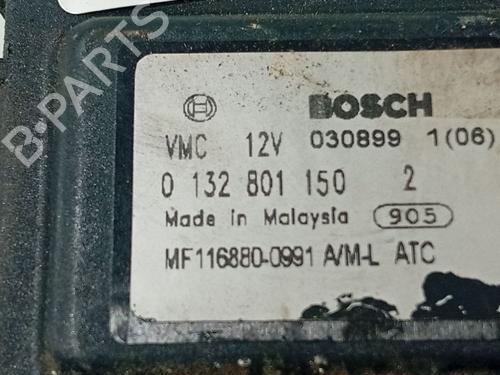 BOSCH
VMC 12V 030899 1(06)
0 132 801 150 2
Made in Malaysia 905
MF116880-0991 A/M-L ATC
B-PARTS